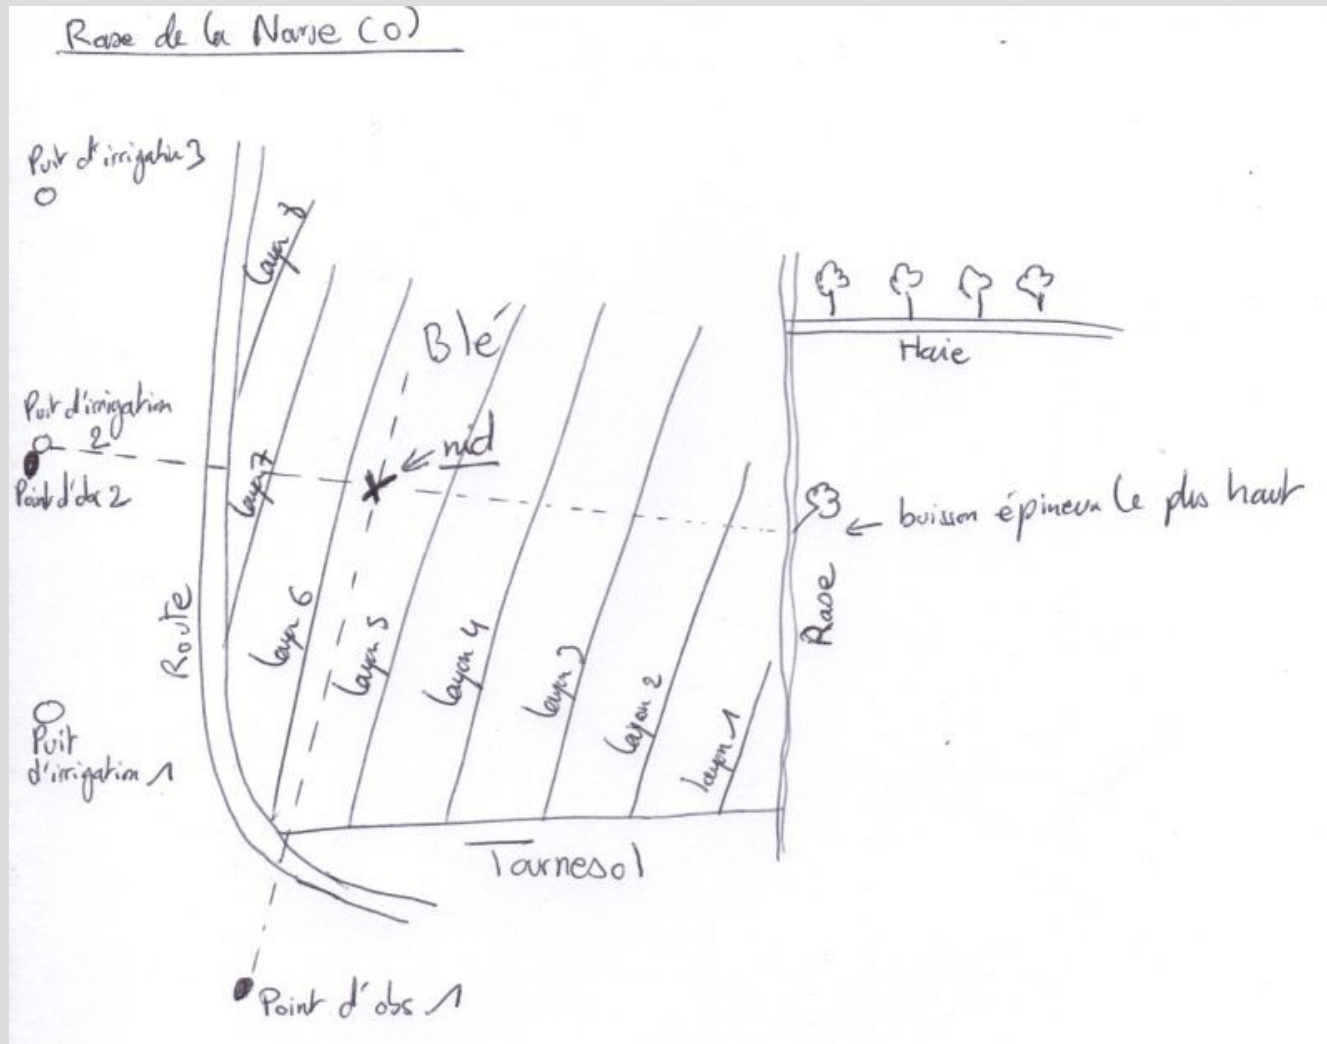 Rase de la Narse (O)
Puit d'irrigation 3
Layon 8
Blé
Haie
Puit d'irrigation
2
nid
Point d'obs 2
Layon 7
buisson épineux le plus haut
Route
Layon 6
Layon 5
Layon 4
Layon 3
Layon 2
Layon 1
Rase
Puit
d'irrigation 1
Tournesol
Point d'obs 1